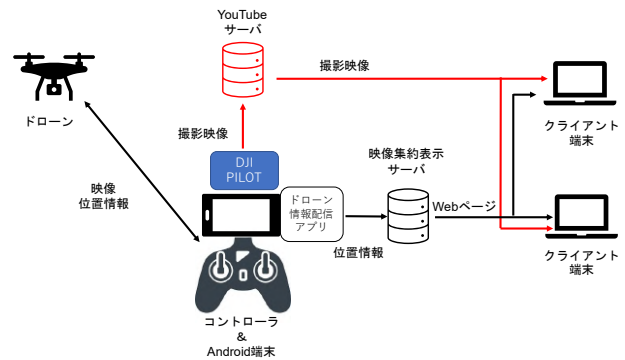 YouTube
サーバ
撮影映像
ドローン
クライアント
端末
撮影映像
DJI
PILOT
映像集約表示
サーバ
映像
位置情報
ドローン
情報配信
アプリ
Webページ
位置情報
クライアント
端末
コントローラ
&
Android端末